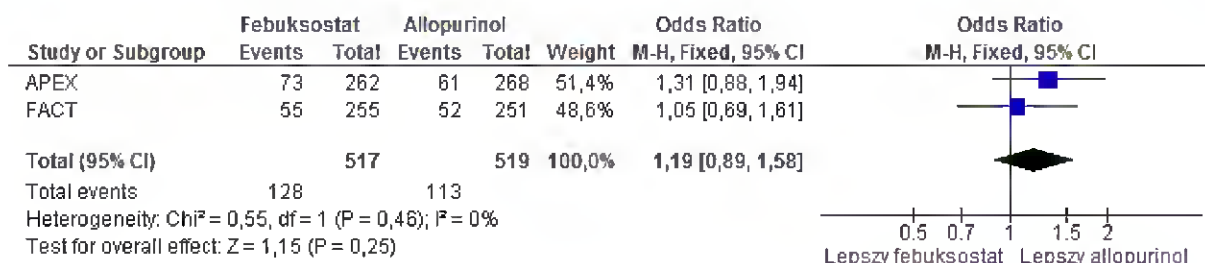 Febuksostat Allopurinol Odds Ratio Odds Ratio
Study or Subgroup Events Total Events Total Weight M-H, Fixed, 95% CI M-H, Fixed, 95% CI
APEX 73 262 61 268 51,4% 1,31 [0,88, 1,94]
FACT 55 255 52 251 48,6% 1,05 [0,69, 1,61]
Total (95% CI) 517 519 100,0% 1,19 [0,89, 1,58]
Total events 128 113
Heterogeneity: Chi² = 0,55, df = 1 (P = 0,46); I² = 0%
Test for overall effect: Z = 1,15 (P = 0,25)
0.5 0.7 1 1.5 2
Lepszy febuksostat Lepszy allopurinol